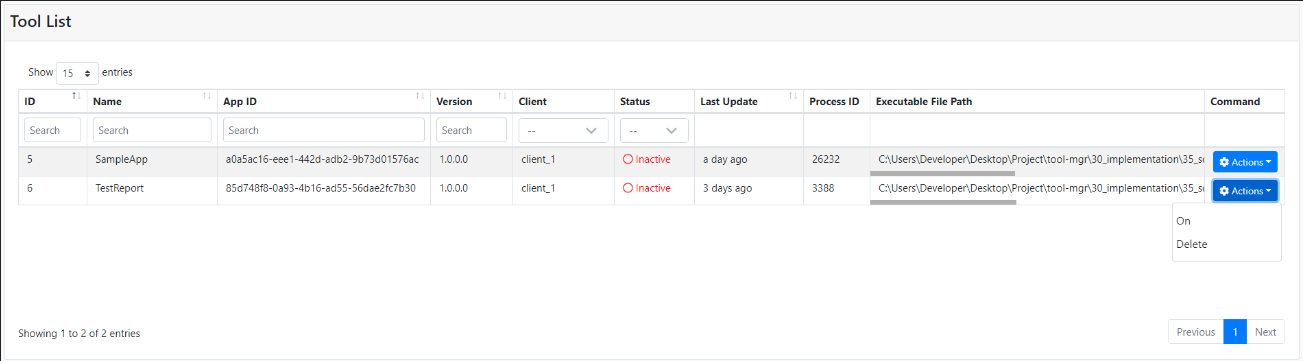 Tool List
Show 15 entries
ID Name App ID Version Client Status Last Update Process ID Executable File Path Command
Search Search Search Search -- --
5 SampleApp a0a5ac16-eee1-442d-adb2-9b73d01576ac 1.0.0.0 client_1 Inactive a day ago 26232 C:\Users\Developer\Desktop\Project\tool-mgr\30_implementation\35_sc Actions
6 TestReport 85d748f8-0a93-4b16-ad55-56dae2fc7b30 1.0.0.0 client_1 Inactive 3 days ago 3388 C:\Users\Developer\Desktop\Project\tool-mgr\30_implementation\35_sc Actions
On
Delete
Showing 1 to 2 of 2 entries Previous 1 Next